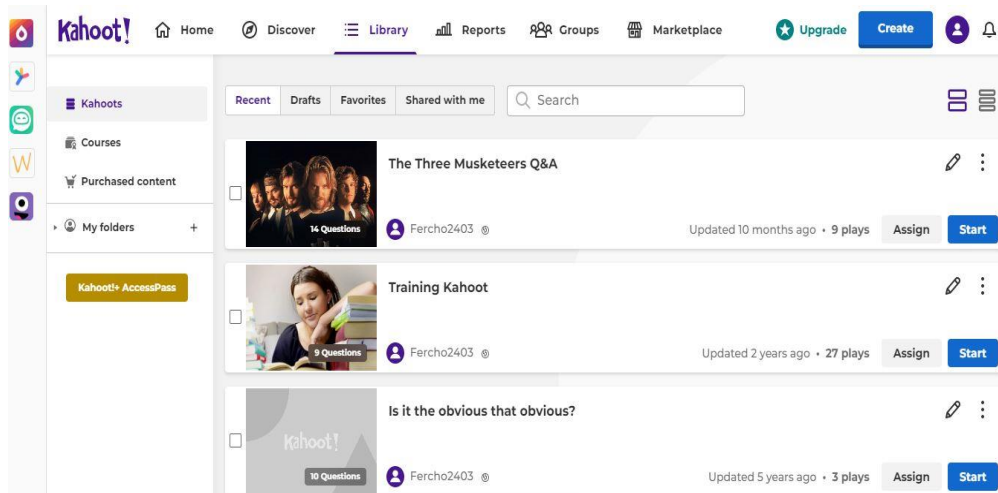 Kahoot!
Home
Discover
Library
Reports
Groups
Marketplace
Upgrade
Create
Kahoots
Courses
Purchased content
My folders
+
Kahoot!+ AccessPass
Recent
Drafts
Favorites
Shared with me
Search
The Three Musketeers Q&A
14 Questions
Fercho2403
Updated 10 months ago • 9 plays
Assign
Start
Training Kahoot
9 Questions
Fercho2403
Updated 2 years ago • 27 plays
Assign
Start
Is it the obvious that obvious?
Kahoot!
10 Questions
Fercho2403
Updated 5 years ago • 3 plays
Assign
Start